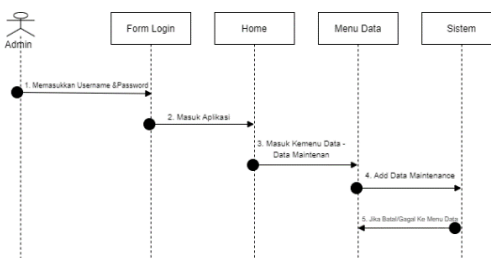 Admin
Form Login
Home
Menu Data
Sistem
1. Memasukkan Username &Password
2. Masuk Aplikasi
3. Masuk Kemenu Data -
Data Maintenan
4. Add Data Maintenance
5. Jika Batal/Gagal Ke Menu Data